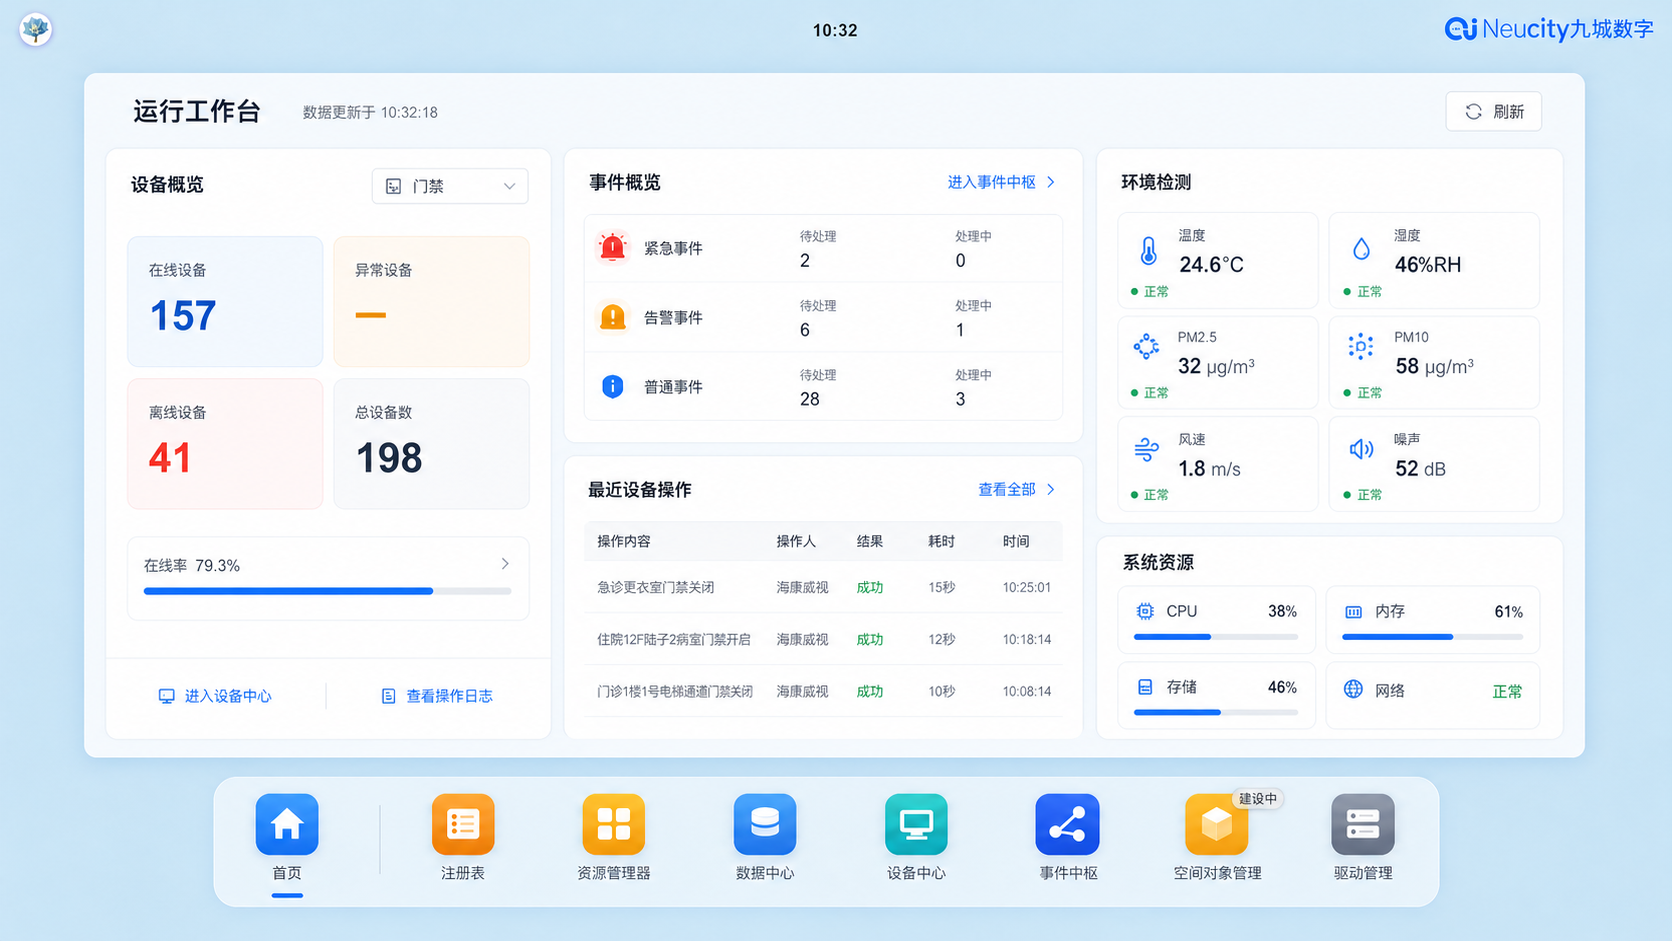 10:32
Neucity九城数字
运行工作台
数据更新于 10:32:18
刷新
设备概览
门禁
在线设备
157
异常设备
—
离线设备
41
总设备数
198
在线率 79.3%
进入设备中心
查看操作日志
事件概览
进入事件中枢
紧急事件
待处理
2
处理中
0
告警事件
待处理
6
处理中
1
普通事件
待处理
28
处理中
3
最近设备操作
查看全部
操作内容 操作人 结果 耗时 时间
急诊更衣室门禁关闭 海康威视 成功 15秒 10:25:01
住院12F陆子2病室门禁开启 海康威视 成功 12秒 10:18:14
门诊1楼1号电梯通道门禁关闭 海康威视 成功 10秒 10:08:14
环境检测
温度
24.6°C
正常
湿度
46%RH
正常
PM2.5
32 μg/m³
正常
PM10
58 μg/m³
正常
风速
1.8 m/s
正常
噪声
52 dB
正常
系统资源
CPU 38%
内存 61%
存储 46%
网络 正常
首页
注册表
资源管理器
数据中心
设备中心
事件中枢
建设中
空间对象管理
驱动管理